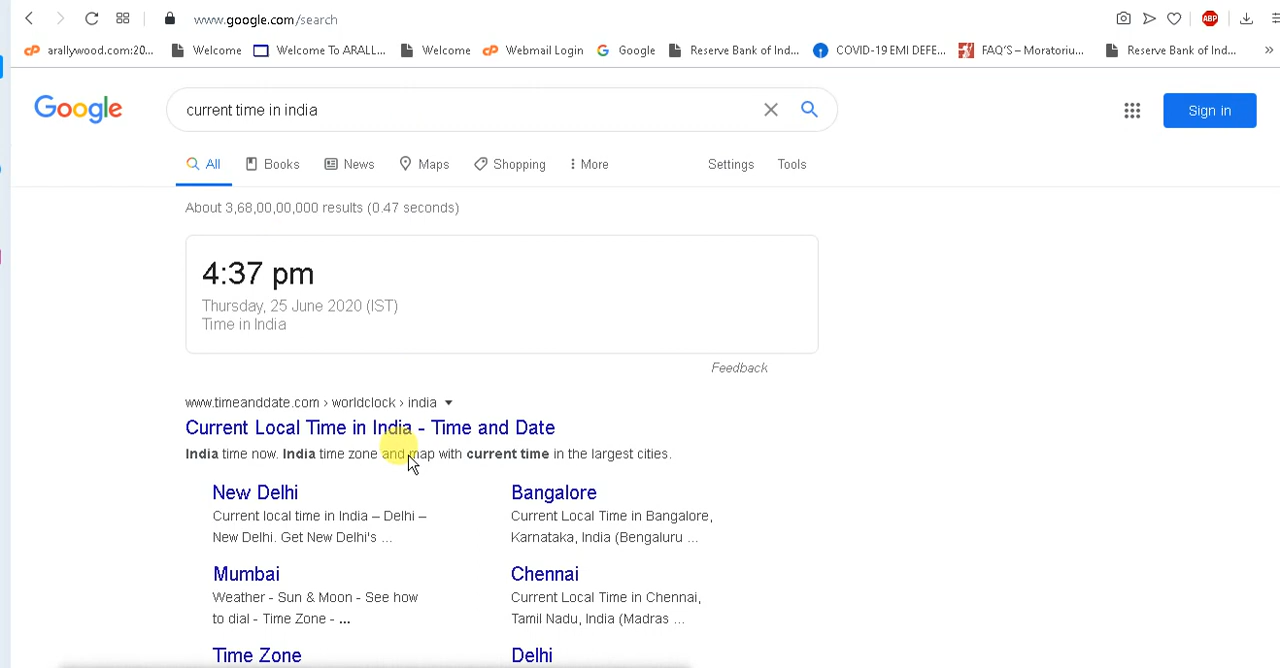 www.google.com/search
ABP
arallywood.com:20... Welcome Welcome To ARALL... Welcome Webmail Login Google Reserve Bank of Ind... COVID-19 EMI DEFE... FAQ'S – Moratoriu... Reserve Bank of Ind... »
Google current time in india Sign in
All Books News Maps Shopping More Settings Tools
About 3,68,00,00,000 results (0.47 seconds)
4:37 pm
Thursday, 25 June 2020 (IST)
Time in India
Feedback
www.timeanddate.com › worldclock › india
Current Local Time in India - Time and Date
India time now. India time zone and map with current time in the largest cities.
New Delhi
Current local time in India – Delhi –
New Delhi. Get New Delhi's ...
Bangalore
Current Local Time in Bangalore,
Karnataka, India (Bengaluru ...
Mumbai
Weather - Sun & Moon - See how
to dial - Time Zone - ...
Chennai
Current Local Time in Chennai,
Tamil Nadu, India (Madras ...
Time Zone
Delhi